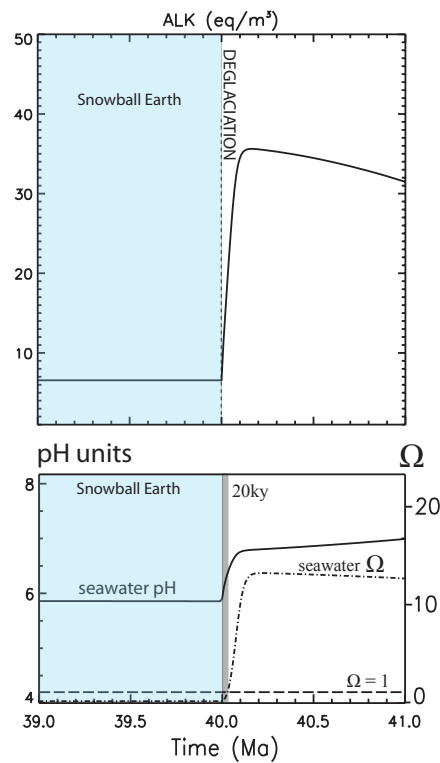 ALK (eq/m³)
50
40
30
20
10
Snowball Earth
DEGLACIATION
pH units
Ω
8
6
4
Snowball Earth
20ky
20
10
0
seawater pH
seawater Ω
Ω = 1
39.0 39.5 40.0 40.5 41.0
Time (Ma)